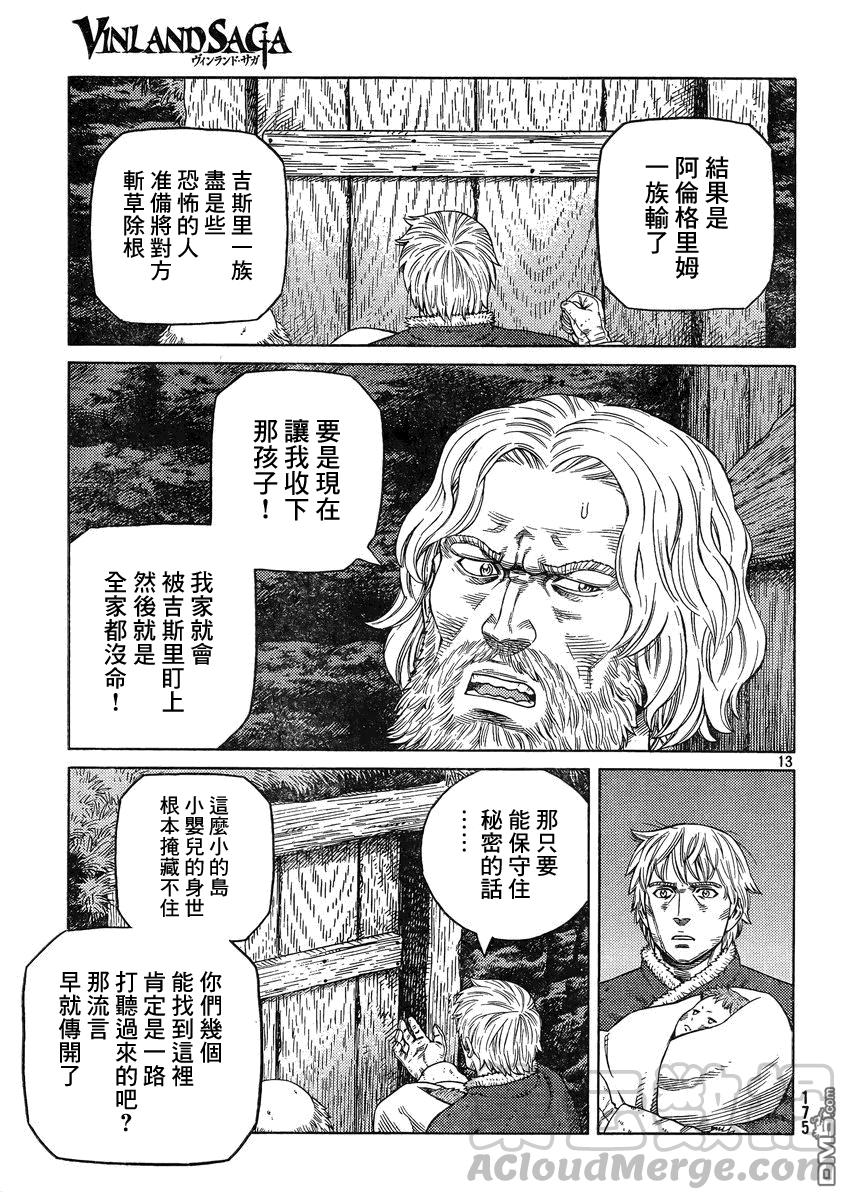 VINLAND SAGA
ヴィンランド・サガ
結果是
阿倫格里姆
一族輸了
吉斯里一族
盡是些
恐怖的人
准備將對方
斬草除根
要是現在
讓我收下
那孩子！
我家就會
被吉斯里盯上
然後就是
全家都沒命！
13
那只要
能保守住
秘密的話
……
這麼小的島
小嬰兒的身世
根本掩藏不住
你們幾個
能找到這裡
肯定是一路
打聽過來的吧？
那流言
早就傳開了
175
ACloudMerge.com
DM5.com